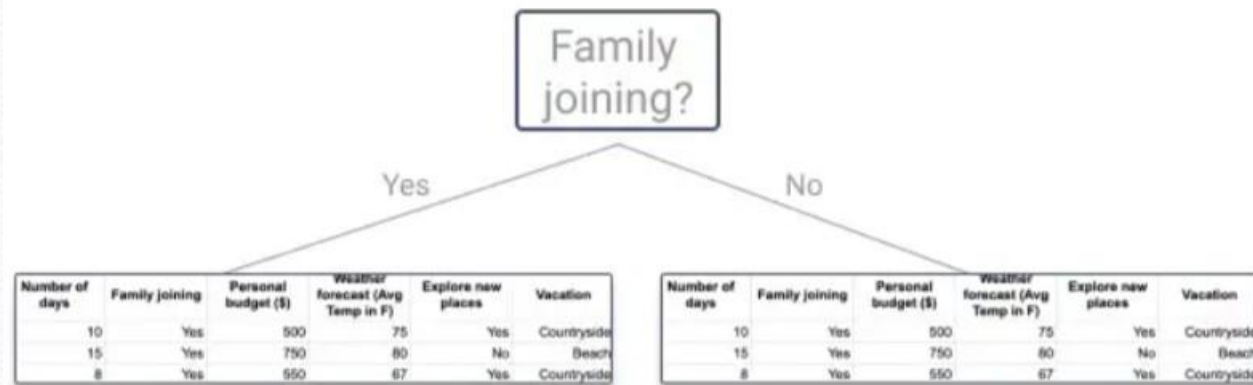 Family
joining?
Yes
No
Number of days Family joining Personal budget ($) Weather forecast (Avg Temp in F) Explore new places Vacation
10 Yes 500 75 Yes Countryside
15 Yes 750 80 No Beach
8 Yes 550 67 Yes Countryside
Number of days Family joining Personal budget ($) Weather forecast (Avg Temp in F) Explore new places Vacation
10 Yes 500 75 Yes Countryside
15 Yes 750 80 No Beach
8 Yes 550 67 Yes Countryside